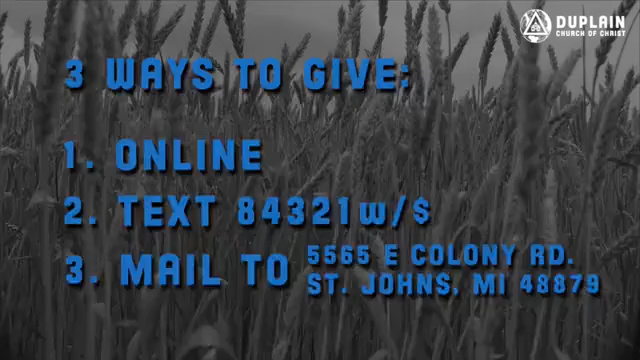 DUPLAIN
CHURCH OF CHRIST
3 WAYS TO GIVE:
1. ONLINE
2. TEXT 84321 w/$
3. MAIL TO 5565 E COLONY RD.
ST. JOHNS, MI 48879